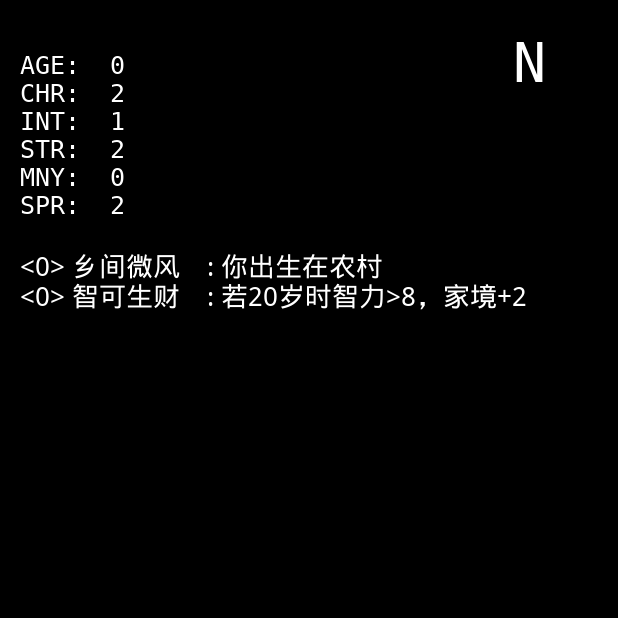 N
AGE: 0
CHR: 2
INT: 1
STR: 2
MNY: 0
SPR: 2
<O> 乡间微风 :你出生在农村
<O> 智可生财 :若20岁时智力>8，家境+2